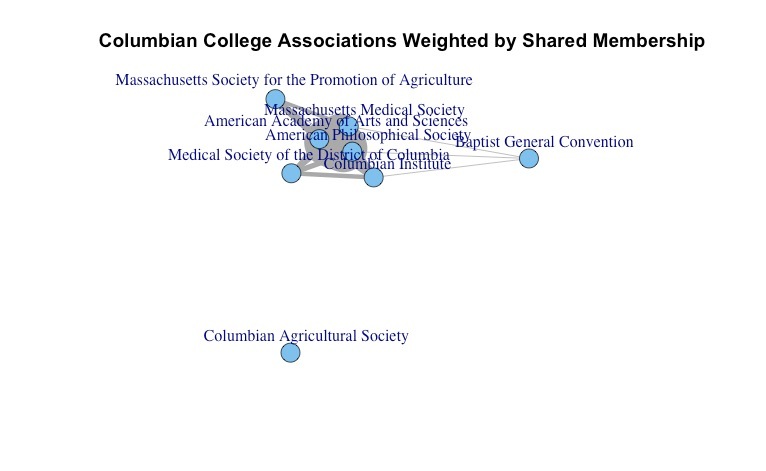 Columbian College Associations Weighted by Shared Membership
Massachusetts Society for the Promotion of Agriculture
Massachusetts Medical Society
American Academy of Arts and Sciences
American Philosophical Society
Baptist General Convention
Medical Society of the District of Columbia
Columbian Institute
Columbian Agricultural Society